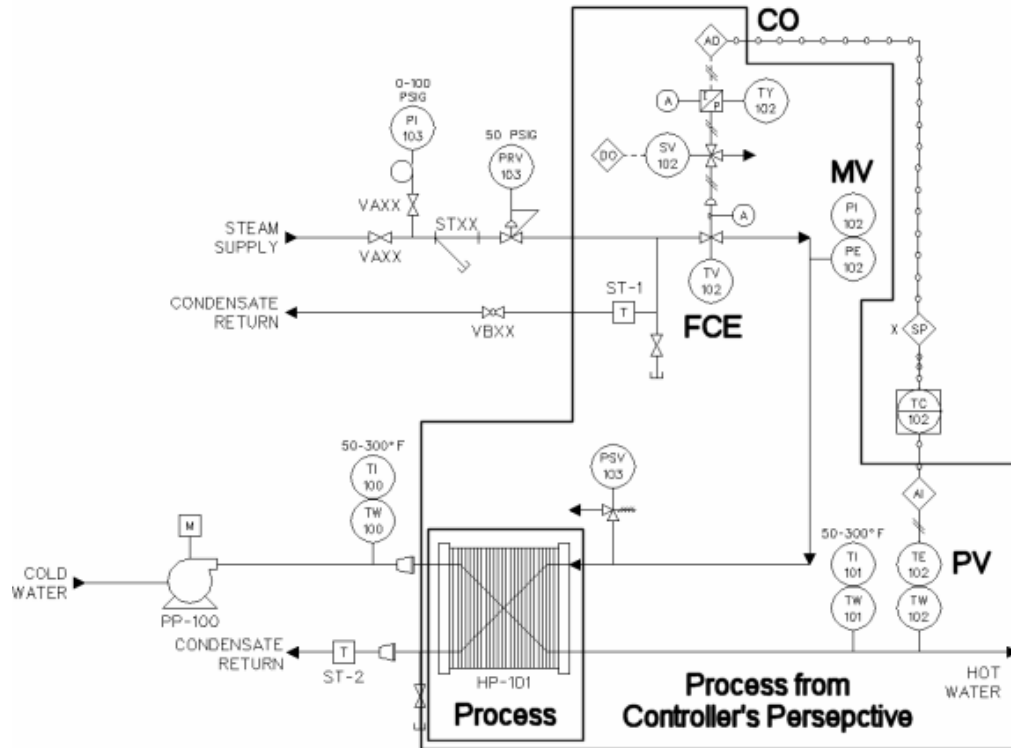 CO
AD
0-100
PSIG
PI
103
50 PSIG
PRV
103
A
I
P
TY
102
DO
SV
102
MV
PI
102
PE
102
VAXX
STXX
A
STEAM
SUPPLY
VAXX
TV
102
FCE
CONDENSATE
RETURN
VBXX
ST-1
T
X
SP
TC
102
50-300°F
TI
100
TW
100
PSV
103
AI
M
COLD
WATER
PP-100
50-300°F
TI
101
TW
101
TE
102
TW
102
PV
CONDENSATE
RETURN
T
ST-2
HP-101
HOT
WATER
Process
Process from
Controller's Persepctive